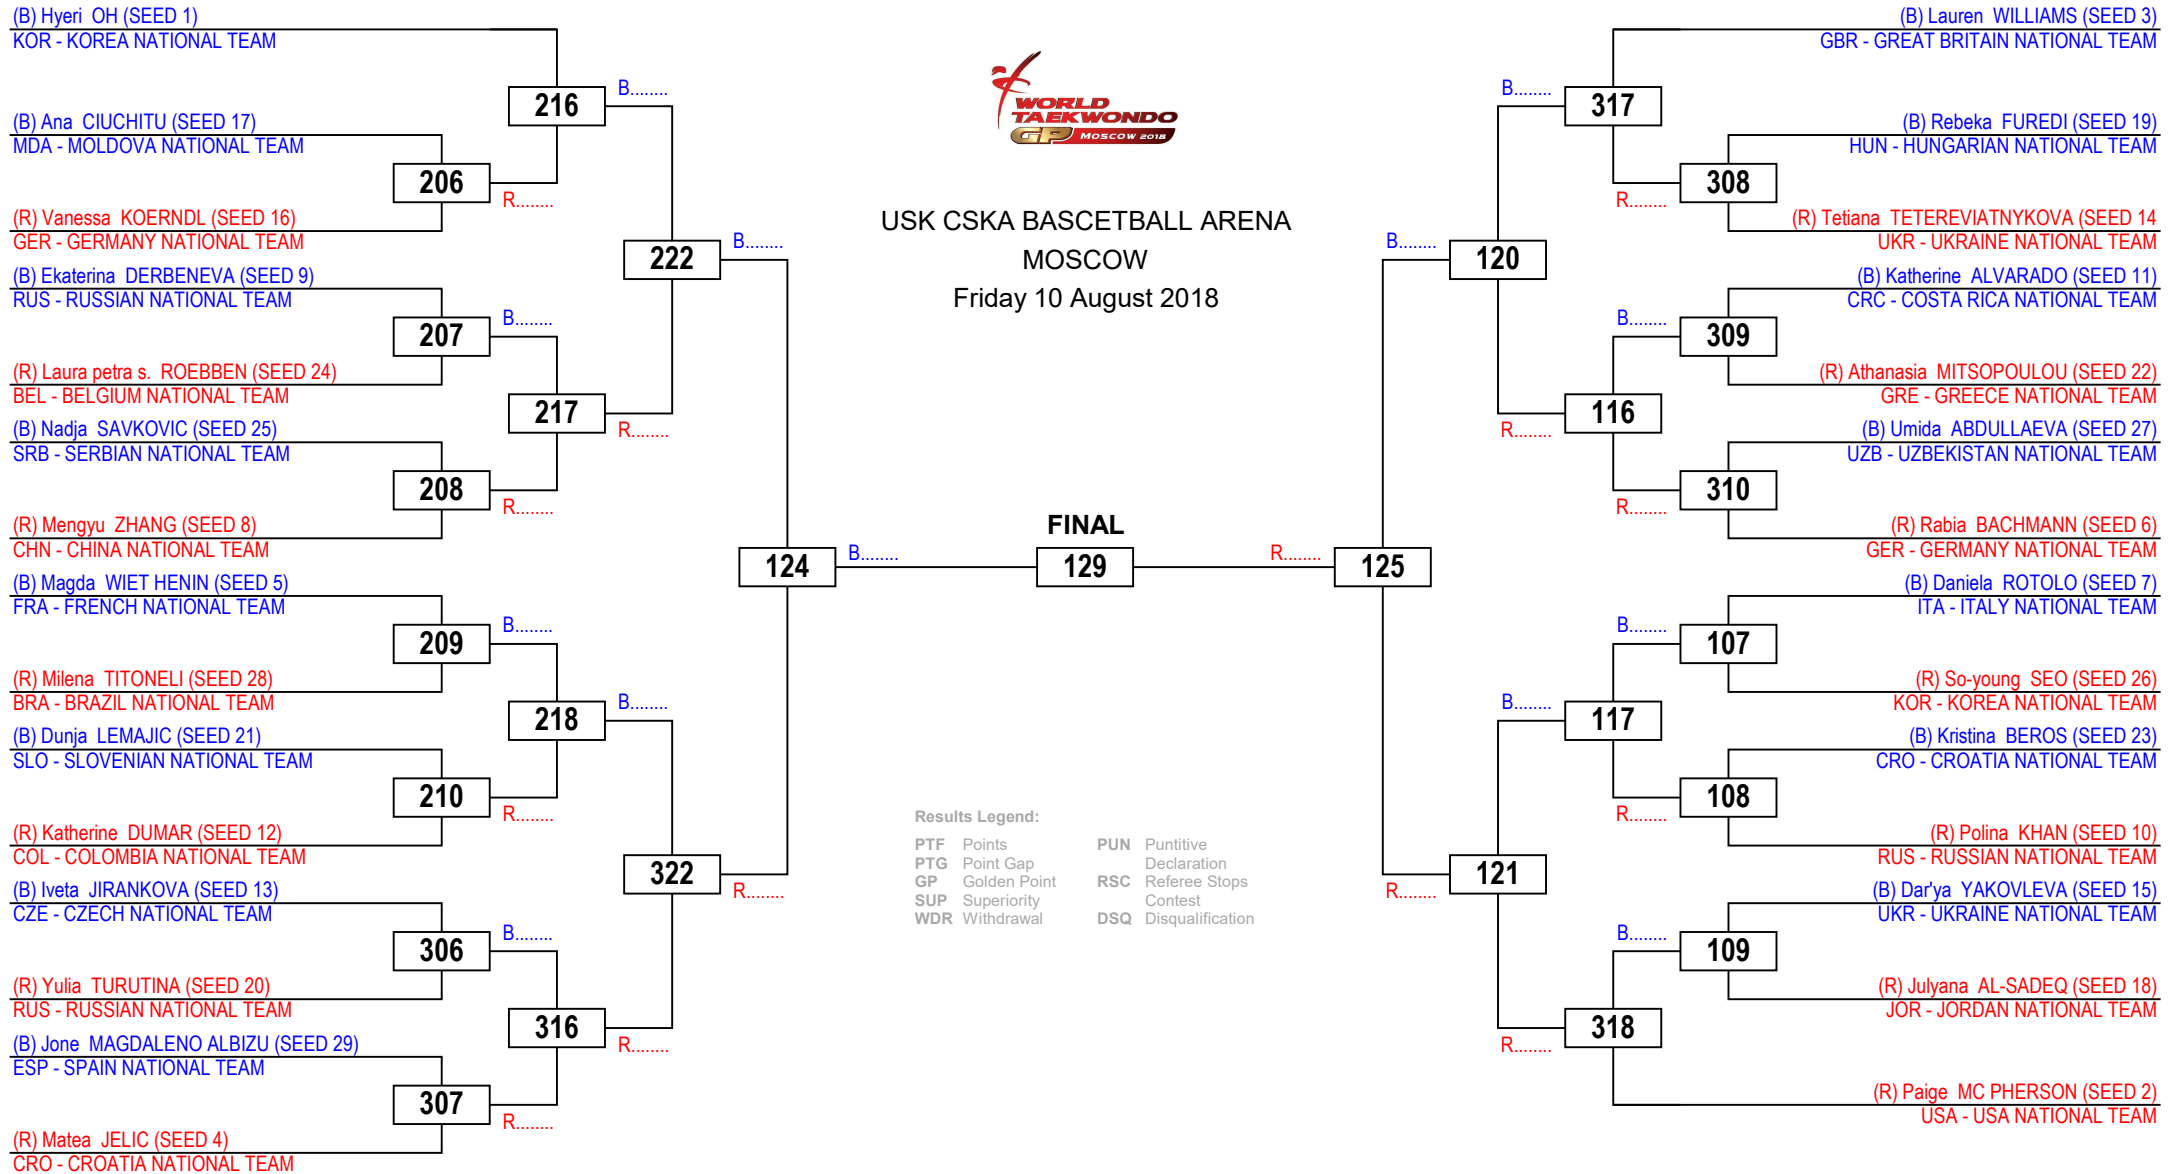 (B) Hyeri OH (SEED 1)
KOR - KOREA NATIONAL TEAM
216
B........
(B) Ana CIUCHITU (SEED 17)
MDA - MOLDOVA NATIONAL TEAM
206
R........
(R) Vanessa KOERNDL (SEED 16)
GER - GERMANY NATIONAL TEAM
222
B........
(B) Ekaterina DERBENEVA (SEED 9)
RUS - RUSSIAN NATIONAL TEAM
207
B........
(R) Laura petra s. ROEBBEN (SEED 24)
BEL - BELGIUM NATIONAL TEAM
217
R........
(B) Nadja SAVKOVIC (SEED 25)
SRB - SERBIAN NATIONAL TEAM
208
R........
(R) Mengyu ZHANG (SEED 8)
CHN - CHINA NATIONAL TEAM
124
B........
(B) Magda WIET HENIN (SEED 5)
FRA - FRENCH NATIONAL TEAM
209
B........
(R) Milena TITONELI (SEED 28)
BRA - BRAZIL NATIONAL TEAM
218
B........
(B) Dunja LEMAJIC (SEED 21)
SLO - SLOVENIAN NATIONAL TEAM
210
R........
(R) Katherine DUMAR (SEED 12)
COL - COLOMBIA NATIONAL TEAM
322
R........
(B) Iveta JIRANKOVA (SEED 13)
CZE - CZECH NATIONAL TEAM
306
B........
(R) Yulia TURUTINA (SEED 20)
RUS - RUSSIAN NATIONAL TEAM
316
R........
(B) Jone MAGDALENO ALBIZU (SEED 29)
ESP - SPAIN NATIONAL TEAM
307
R........
(R) Matea JELIC (SEED 4)
CRO - CROATIA NATIONAL TEAM
WORLD
TAEKWONDO
GP MOSCOW 2018
USK CSKA BASCETBALL ARENA
MOSCOW
Friday 10 August 2018
FINAL
129
Results Legend:
PTF Points
PTG Point Gap
GP Golden Point
SUP Superiority
WDR Withdrawal
PUN Puntitive
Declaration
RSC Referee Stops
Contest
DSQ Disqualification
(B) Lauren WILLIAMS (SEED 3)
GBR - GREAT BRITAIN NATIONAL TEAM
B........
317
(B) Rebeka FUREDI (SEED 19)
HUN - HUNGARIAN NATIONAL TEAM
308
R........
(R) Tetiana TETEREVIATNYKOVA (SEED 14
UKR - UKRAINE NATIONAL TEAM
B........
120
(B) Katherine ALVARADO (SEED 11)
CRC - COSTA RICA NATIONAL TEAM
B........
309
(R) Athanasia MITSOPOULOU (SEED 22)
GRE - GREECE NATIONAL TEAM
116
R........
(B) Umida ABDULLAEVA (SEED 27)
UZB - UZBEKISTAN NATIONAL TEAM
310
R........
(R) Rabia BACHMANN (SEED 6)
GER - GERMANY NATIONAL TEAM
R........
125
(B) Daniela ROTOLO (SEED 7)
ITA - ITALY NATIONAL TEAM
B........
107
(R) So-young SEO (SEED 26)
KOR - KOREA NATIONAL TEAM
B........
117
(B) Kristina BEROS (SEED 23)
CRO - CROATIA NATIONAL TEAM
108
R........
(R) Polina KHAN (SEED 10)
RUS - RUSSIAN NATIONAL TEAM
121
R........
(B) Dar'ya YAKOVLEVA (SEED 15)
UKR - UKRAINE NATIONAL TEAM
B........
109
(R) Julyana AL-SADEQ (SEED 18)
JOR - JORDAN NATIONAL TEAM
318
R........
(R) Paige MC PHERSON (SEED 2)
USA - USA NATIONAL TEAM